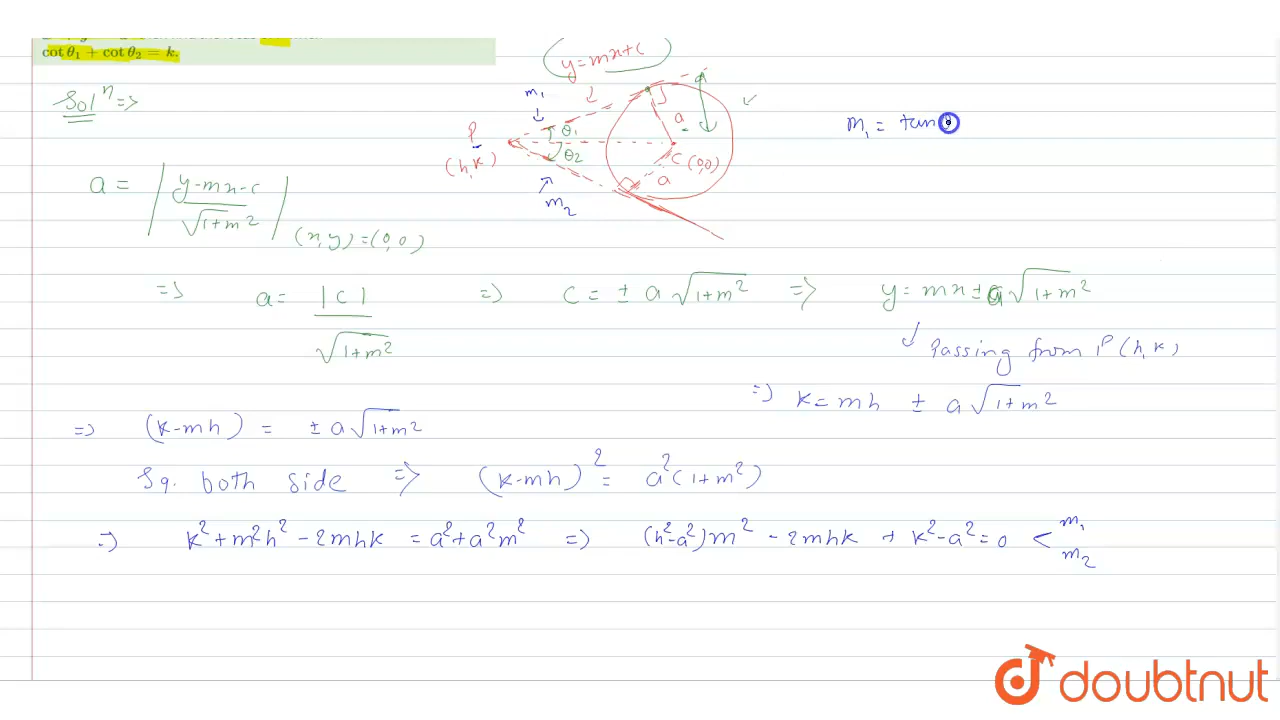 cot θ₁ + cot θ₂ = k.
y=mx+c
Solⁿ =>
m₁
a
m₁ = tanθ
P
θ₁
a
(h,k)
θ₂
c (0,0)
a
m₂
a = | y-mx-c / √1+m² | (x,y)=(0,0)
=> a= |c| / √1+m² => c= ± a √1+m² => y= mx ± a √1+m²
Passing from P(h,k)
=> k=mh ± a √1+m²
=> (k-mh) = ± a √1+m²
Sq. both side => (k-mh)² = a²(1+m²)
=> k²+m²h²-2mhk = a²+a²m² => (h²-a²)m² - 2mhk + k²-a²=0 < m₁ m₂
doubtnut